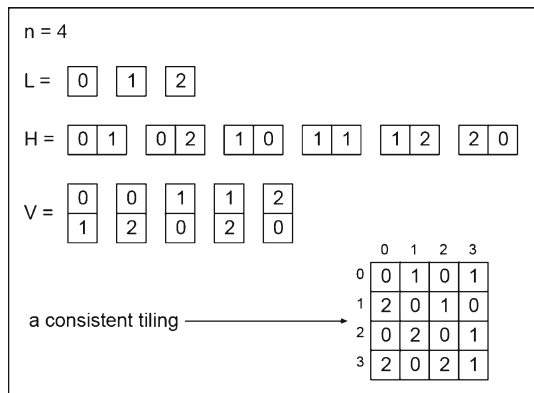 n = 4
L = 0 1 2
H = 0 1 0 2 1 0 1 1 1 2 2 0
V = 0 0 1 1 2
1 2 0 2 0
a consistent tiling
0 1 2 3
0 0 1 0 1
1 2 0 1 0
2 0 2 0 1
3 2 0 2 1